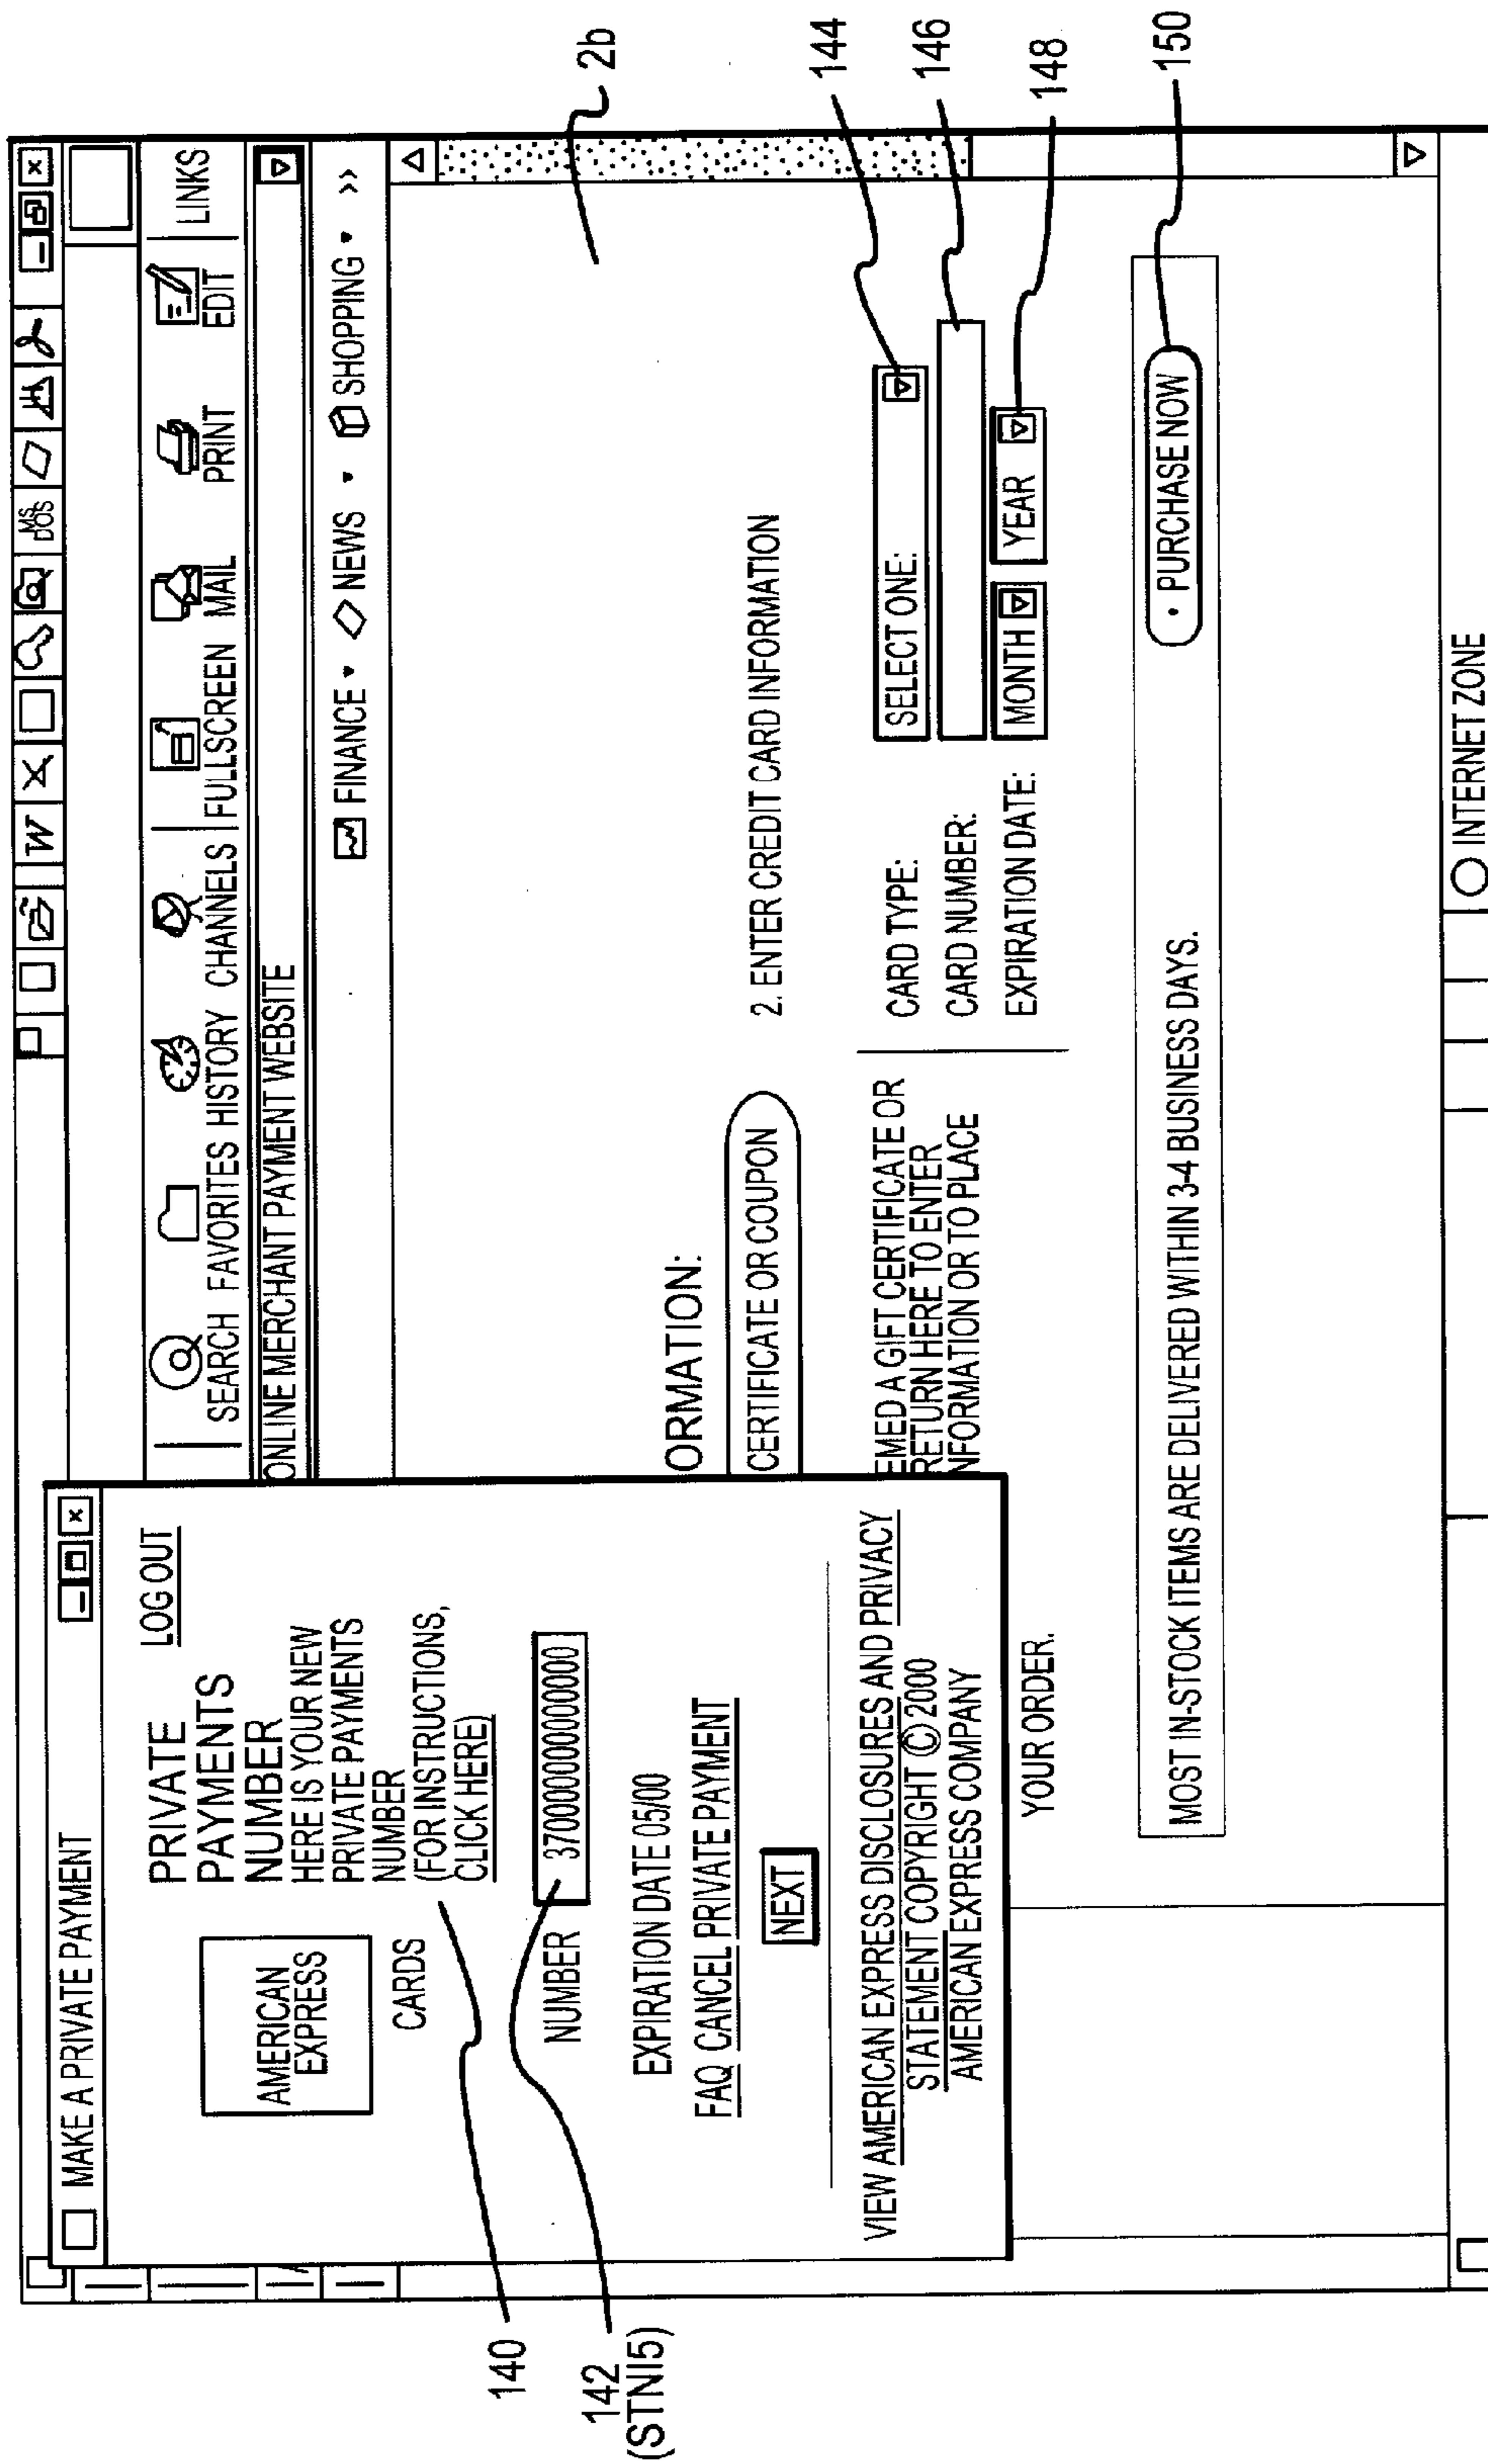 MS
DOS
MAKE A PRIVATE PAYMENT
LOG OUT
AMERICAN
EXPRESS
CARDS
PRIVATE
PAYMENTS
NUMBER
HERE IS YOUR NEW
PRIVATE PAYMENTS
NUMBER
(FOR INSTRUCTIONS,
CLICK HERE)
NUMBER 370000000000000
EXPIRATION DATE 05/00
FAQ CANCEL PRIVATE PAYMENT
NEXT
VIEW AMERICAN EXPRESS DISCLOSURES AND PRIVACY
STATEMENT COPYRIGHT © 2000
AMERICAN EXPRESS COMPANY
140
142
(STNI5)
SEARCH FAVORITES HISTORY CHANNELS FULLSCREEN MAIL PRINT EDIT LINKS
ONLINE MERCHANT PAYMENT WEBSITE
FINANCE NEWS SHOPPING >>
2b
ORMATION:
CERTIFICATE OR COUPON
EMED A GIFT CERTIFICATE OR
RETURN HERE TO ENTER
NFORMATION OR TO PLACE
YOUR ORDER.
2. ENTER CREDIT CARD INFORMATION
CARD TYPE: SELECT ONE:
144
CARD NUMBER:
146
EXPIRATION DATE: MONTH YEAR
148
MOST IN-STOCK ITEMS ARE DELIVERED WITHIN 3-4 BUSINESS DAYS. • PURCHASE NOW
150
INTERNET ZONE